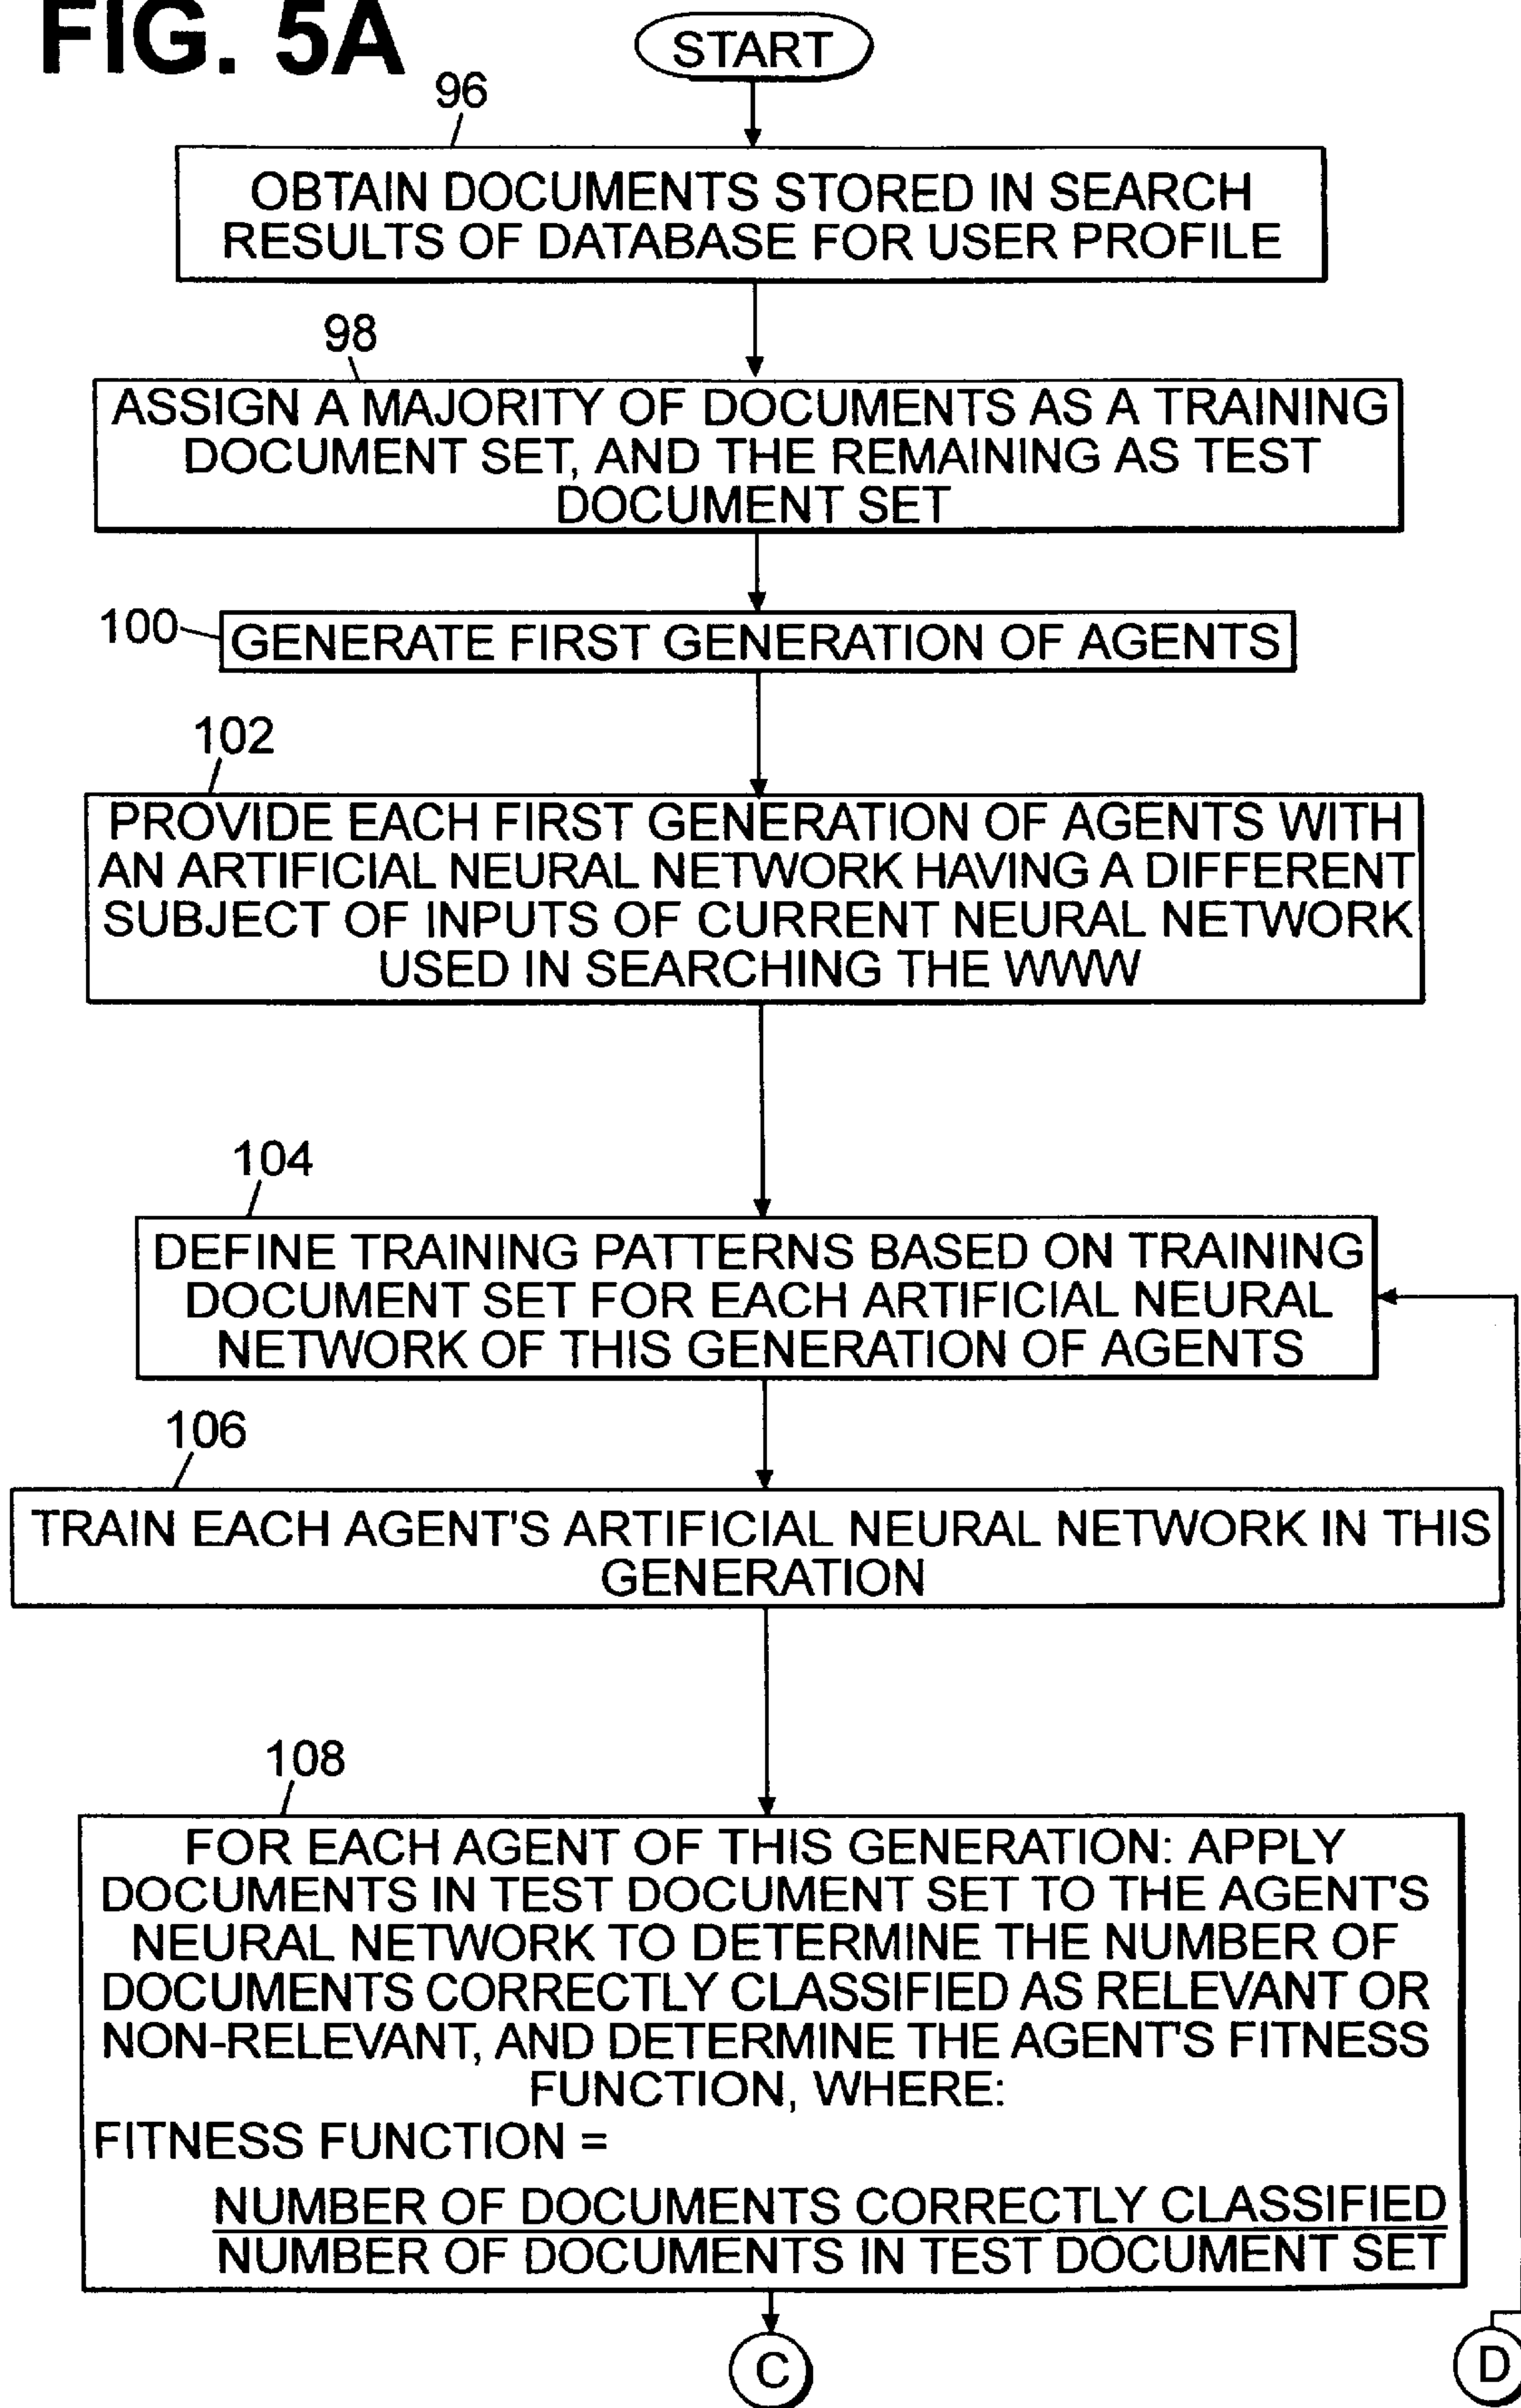 FIG. 5A
START
96
OBTAIN DOCUMENTS STORED IN SEARCH
RESULTS OF DATABASE FOR USER PROFILE
98
ASSIGN A MAJORITY OF DOCUMENTS AS A TRAINING
DOCUMENT SET, AND THE REMAINING AS TEST
DOCUMENT SET
100
GENERATE FIRST GENERATION OF AGENTS
102
PROVIDE EACH FIRST GENERATION OF AGENTS WITH
AN ARTIFICIAL NEURAL NETWORK HAVING A DIFFERENT
SUBJECT OF INPUTS OF CURRENT NEURAL NETWORK
USED IN SEARCHING THE WWW
104
DEFINE TRAINING PATTERNS BASED ON TRAINING
DOCUMENT SET FOR EACH ARTIFICIAL NEURAL
NETWORK OF THIS GENERATION OF AGENTS
106
TRAIN EACH AGENT'S ARTIFICIAL NEURAL NETWORK IN THIS
GENERATION
108
FOR EACH AGENT OF THIS GENERATION: APPLY
DOCUMENTS IN TEST DOCUMENT SET TO THE AGENT'S
NEURAL NETWORK TO DETERMINE THE NUMBER OF
DOCUMENTS CORRECTLY CLASSIFIED AS RELEVANT OR
NON-RELEVANT, AND DETERMINE THE AGENT'S FITNESS
FUNCTION, WHERE:
FITNESS FUNCTION =
NUMBER OF DOCUMENTS CORRECTLY CLASSIFIED
NUMBER OF DOCUMENTS IN TEST DOCUMENT SET
C
D